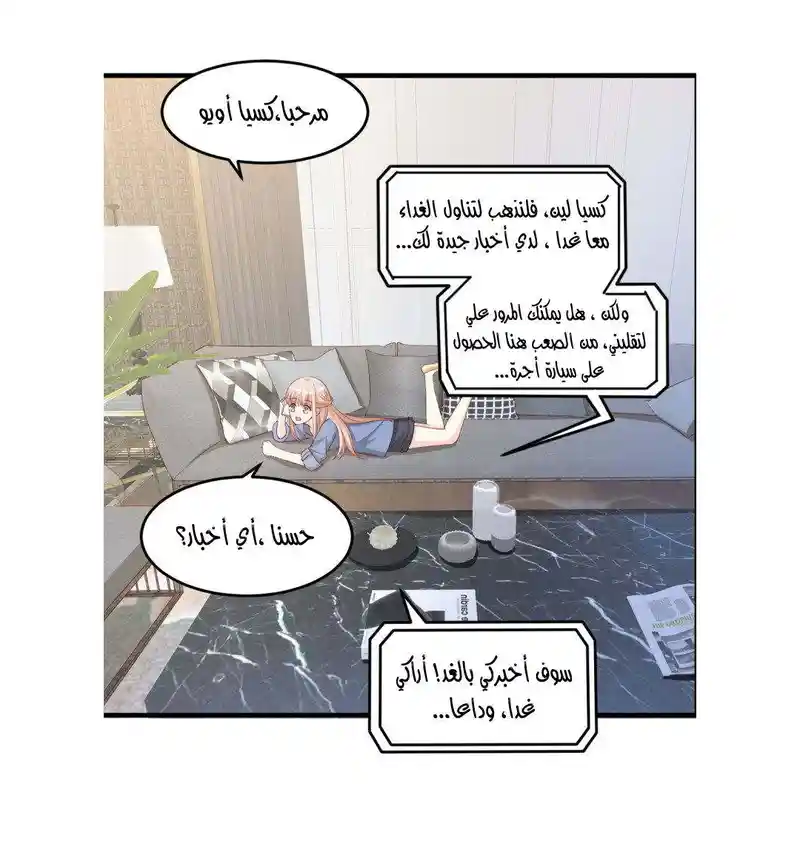 مرحبا،كسيا أويو
كسيا لين، فلنذهب لتناول الغداء
معا غدا ، لدي أخبار جيدة لك...
ولكن ، هل يمكنك المرور علي
لتقليني، من الصعب هنا الحصول
على سيارة أجرة...
حسنا ،أي أخبار؟
سوف أخبركي بالغد! أراكي
غدا، وداعا...